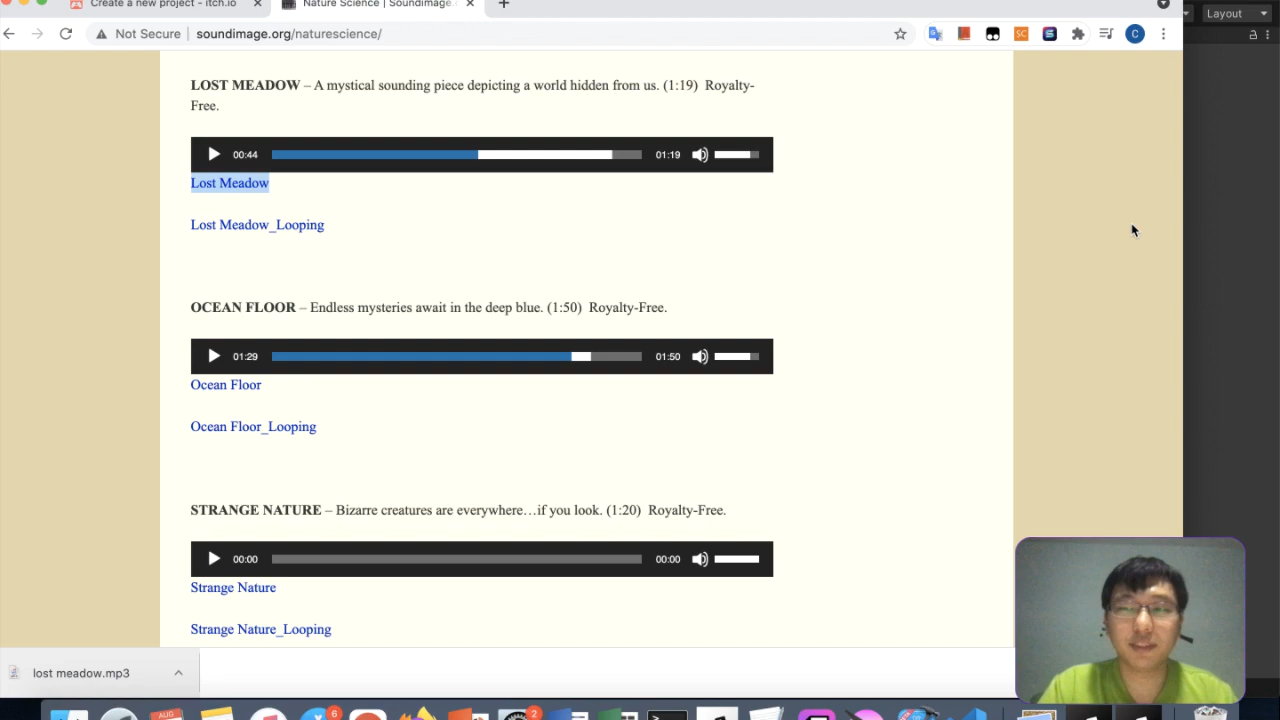 Create a new project - itch.io
Nature Science | Soundimage.
Layout
Not Secure | soundimage.org/naturescience/
SC
C
LOST MEADOW – A mystical sounding piece depicting a world hidden from us. (1:19) Royalty-
Free.
00:44
01:19
Lost Meadow
Lost Meadow_Looping
OCEAN FLOOR – Endless mysteries await in the deep blue. (1:50) Royalty-Free.
01:29
01:50
Ocean Floor
Ocean Floor_Looping
STRANGE NATURE – Bizarre creatures are everywhere…if you look. (1:20) Royalty-Free.
00:00
00:00
Strange Nature
Strange Nature_Looping
lost meadow.mp3
AUG
6
2